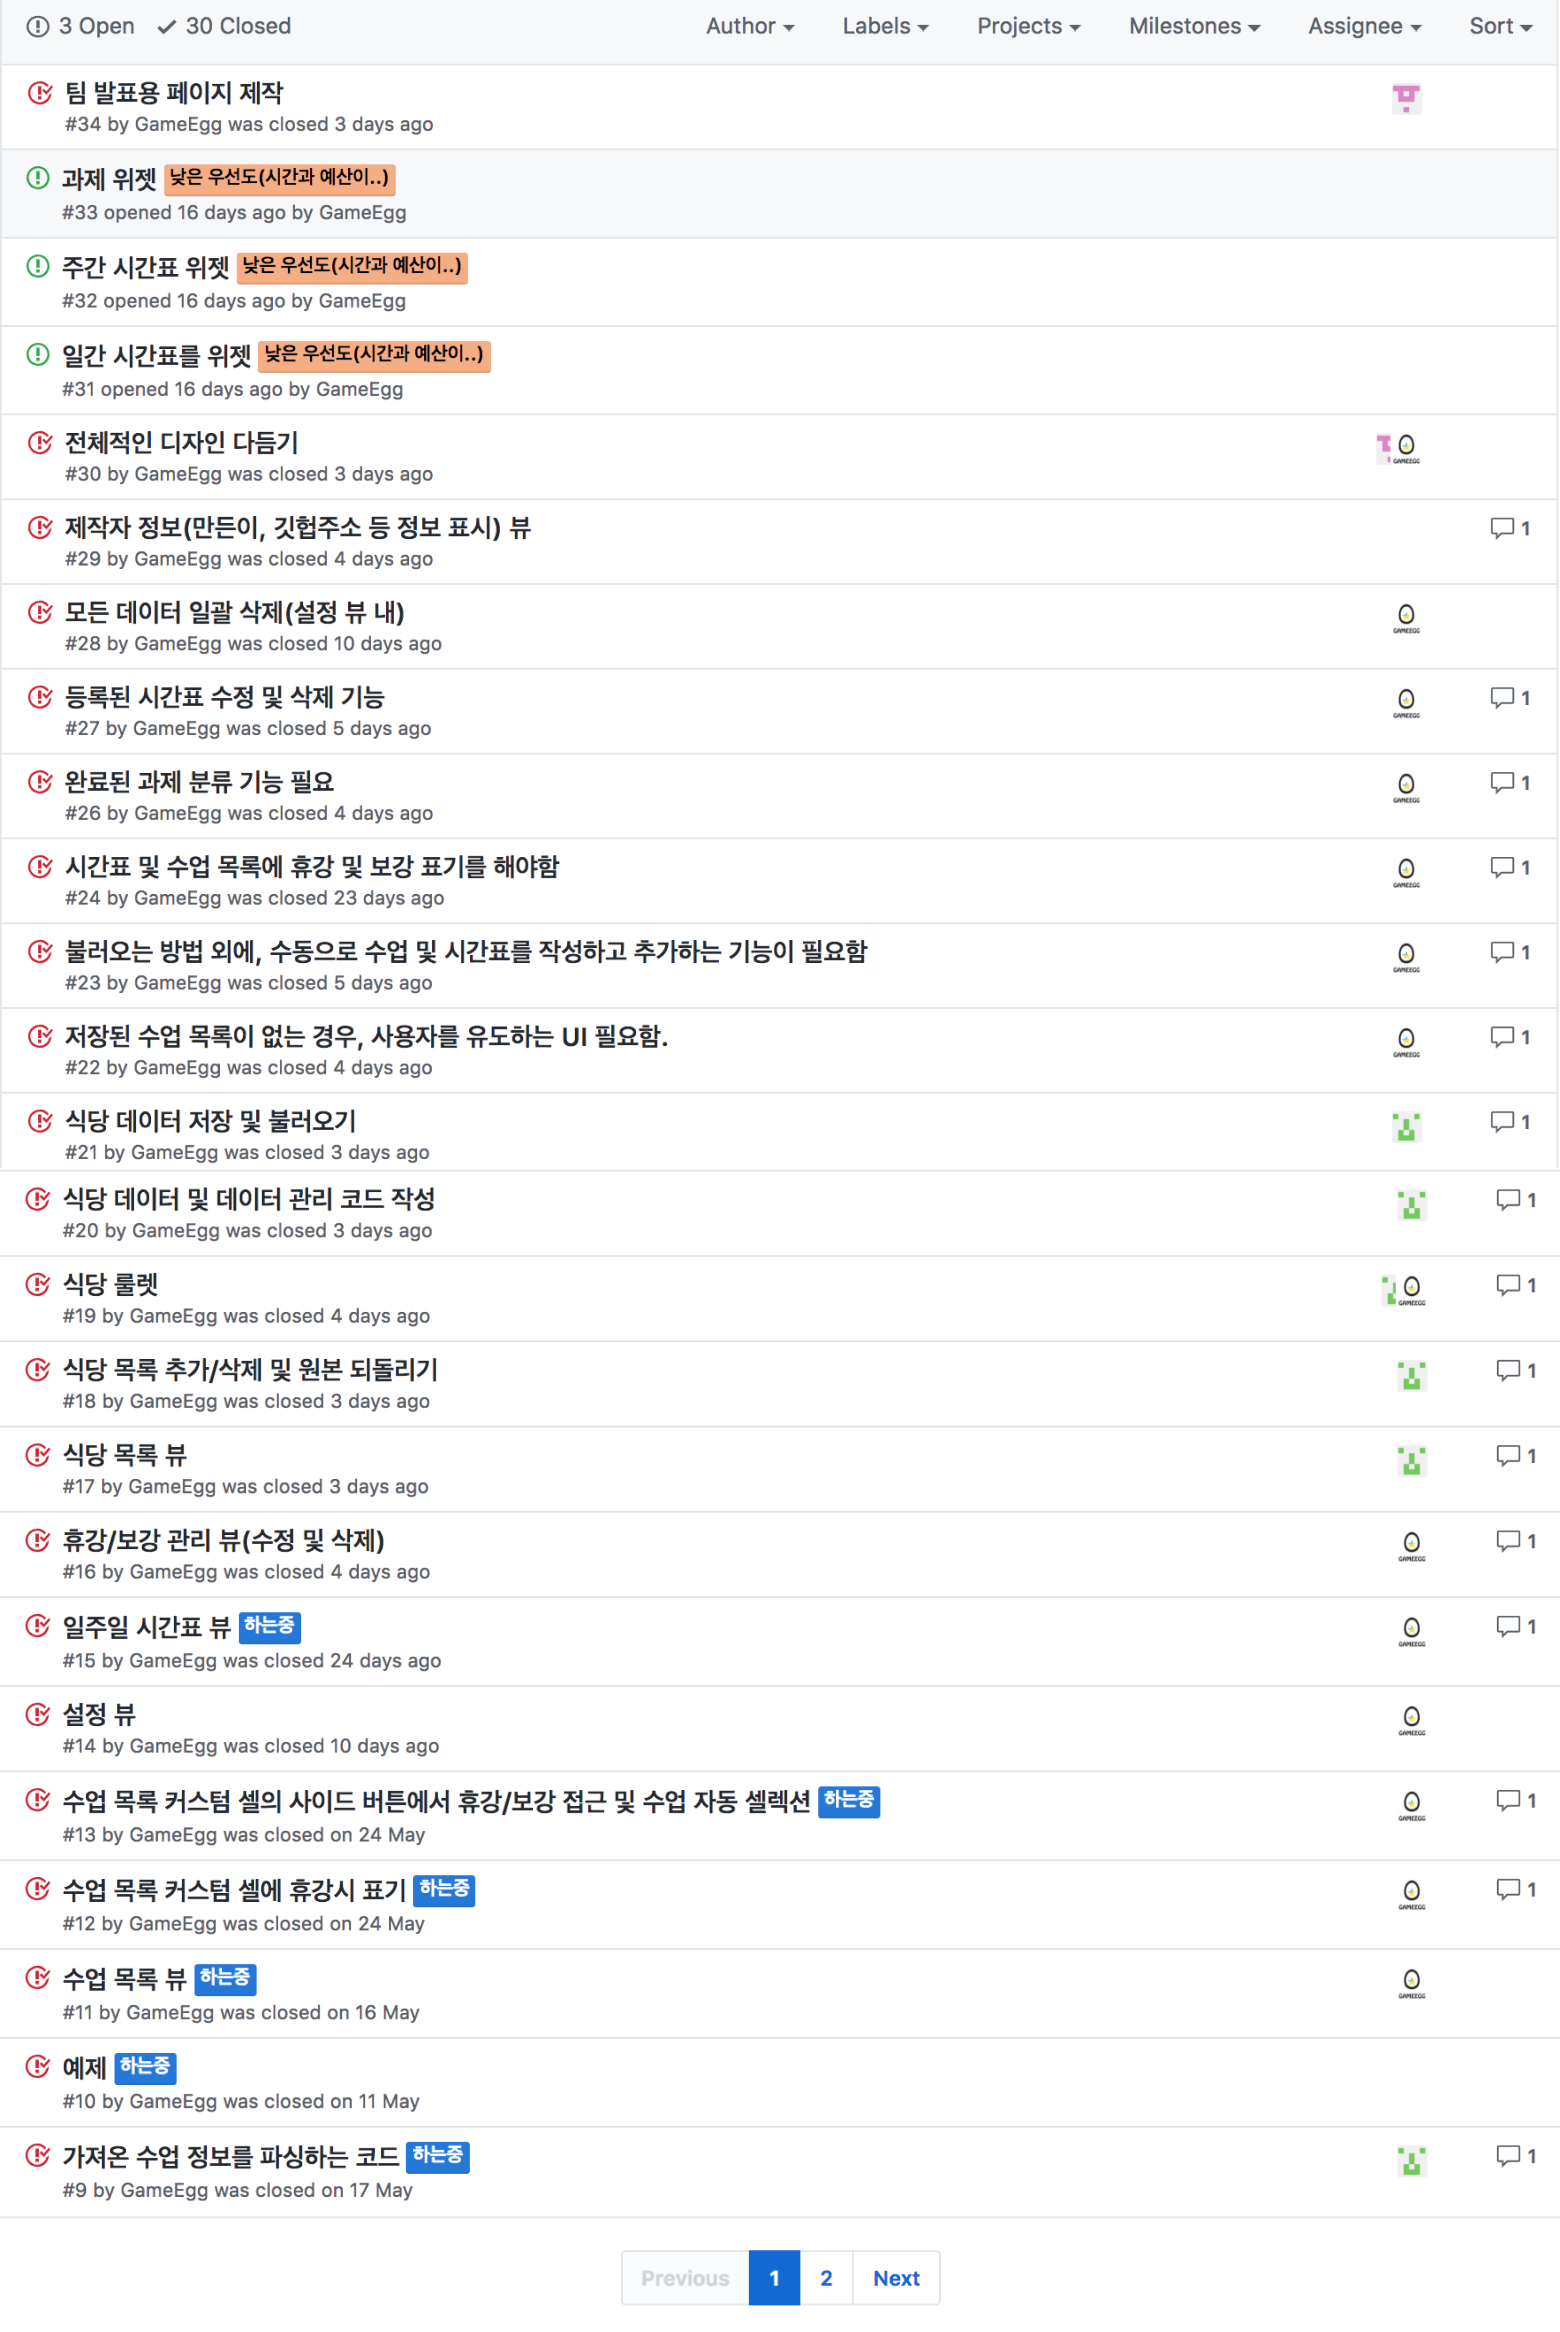 3 Open 30 Closed Author Labels Projects Milestones Assignee Sort
팀 발표용 페이지 제작
#34 by GameEgg was closed 3 days ago
과제 위젯 낮은 우선도(시간과 예산이..)
#33 opened 16 days ago by GameEgg
주간 시간표 위젯 낮은 우선도(시간과 예산이..)
#32 opened 16 days ago by GameEgg
일간 시간표를 위젯 낮은 우선도(시간과 예산이..)
#31 opened 16 days ago by GameEgg
전체적인 디자인 다듬기
GAMEEGG
#30 by GameEgg was closed 3 days ago
제작자 정보(만든이, 깃헙주소 등 정보 표시) 뷰 1
#29 by GameEgg was closed 4 days ago
모든 데이터 일괄 삭제(설정 뷰 내)
GAMEEGG
#28 by GameEgg was closed 10 days ago
등록된 시간표 수정 및 삭제 기능 1
GAMEEGG
#27 by GameEgg was closed 5 days ago
완료된 과제 분류 기능 필요 1
GAMEEGG
#26 by GameEgg was closed 4 days ago
시간표 및 수업 목록에 휴강 및 보강 표기를 해야함 1
GAMEEGG
#24 by GameEgg was closed 23 days ago
불러오는 방법 외에, 수동으로 수업 및 시간표를 작성하고 추가하는 기능이 필요함 1
GAMEEGG
#23 by GameEgg was closed 5 days ago
저장된 수업 목록이 없는 경우, 사용자를 유도하는 UI 필요함. 1
GAMEEGG
#22 by GameEgg was closed 4 days ago
식당 데이터 저장 및 불러오기 1
#21 by GameEgg was closed 3 days ago
식당 데이터 및 데이터 관리 코드 작성 1
#20 by GameEgg was closed 3 days ago
식당 룰렛 1
GAMEEGG
#19 by GameEgg was closed 4 days ago
식당 목록 추가/삭제 및 원본 되돌리기 1
#18 by GameEgg was closed 3 days ago
식당 목록 뷰 1
#17 by GameEgg was closed 3 days ago
휴강/보강 관리 뷰(수정 및 삭제) 1
GAMEEGG
#16 by GameEgg was closed 4 days ago
일주일 시간표 뷰 하는중 1
GAMEEGG
#15 by GameEgg was closed 24 days ago
설정 뷰
GAMEEGG
#14 by GameEgg was closed 10 days ago
수업 목록 커스텀 셀의 사이드 버튼에서 휴강/보강 접근 및 수업 자동 셀렉션 하는중 1
GAMEEGG
#13 by GameEgg was closed on 24 May
수업 목록 커스텀 셀에 휴강시 표기 하는중 1
GAMEEGG
#12 by GameEgg was closed on 24 May
수업 목록 뷰 하는중
GAMEEGG
#11 by GameEgg was closed on 16 May
예제 하는중
#10 by GameEgg was closed on 11 May
가져온 수업 정보를 파싱하는 코드 하는중 1
#9 by GameEgg was closed on 17 May
Previous 1 2 Next